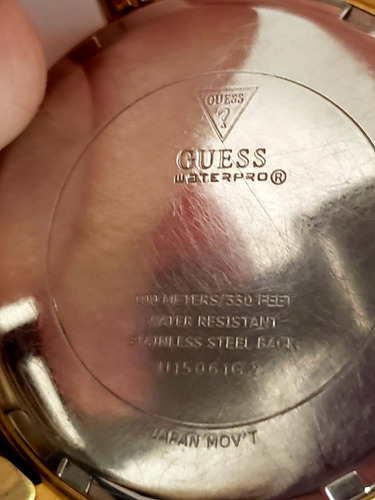 GUESS
?
GUESS
WATERPRO®
100 METERS/330 FEET
WATER RESISTANT
STAINLESS STEEL BACK
U15061G2
JAPAN MOV'T